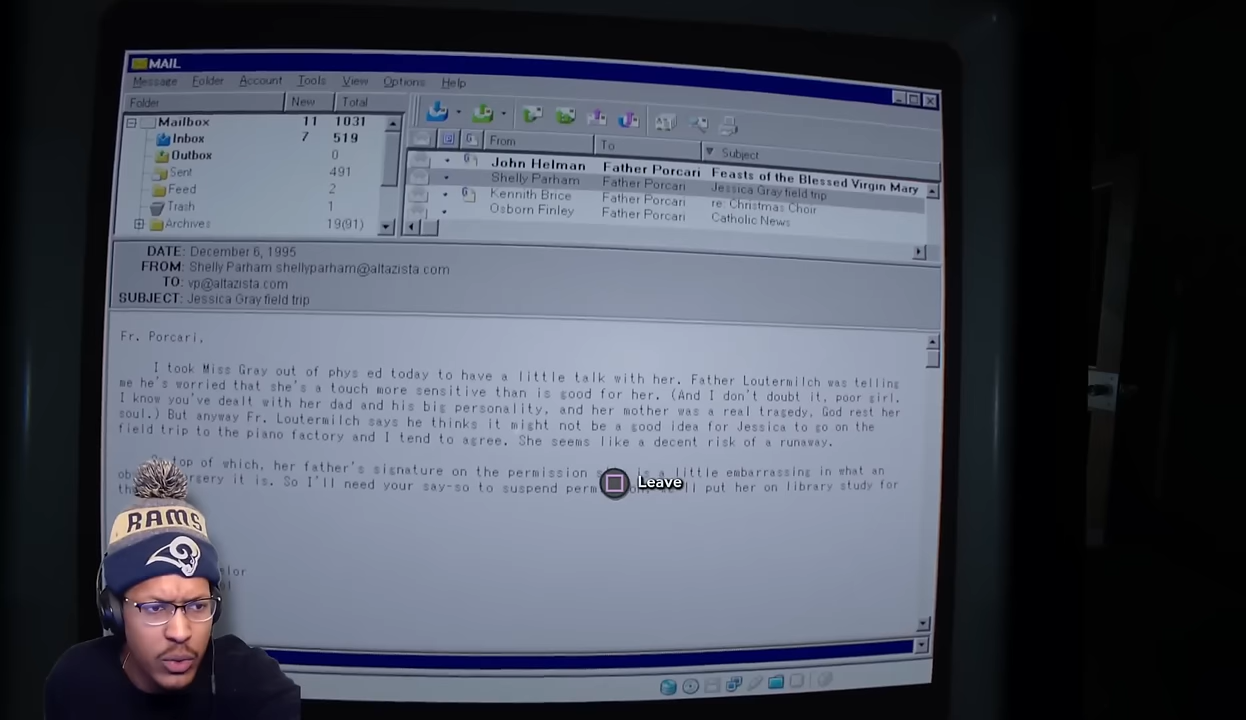 MAIL
Message Folder Account Tools View Options Help
Folder New Total
Mailbox 11 1031
Inbox 7 519
Outbox 0
Sent 491
Feed 2
Trash 1
Archives 19(91)
From To Subject
John Helman Father Porcari Feasts of the Blessed Virgin Mary
Shelly Parham Father Porcari Jessica Gray field trip
Kennith Brice Father Porcari re: Christmas Choir
Osborn Finley Father Porcari Catholic News
DATE: December 6, 1995
FROM: Shelly Parham shellyparham@altazista.com
TO: vp@altazista.com
SUBJECT: Jessica Gray field trip
Fr. Porcari,
I took Miss Gray out of phys ed today to have a little talk with her. Father Loutermilch was telling
me he's worried that she's a touch more sensitive than is good for her. (And I don't doubt it, poor girl.
I know you've dealt with her dad and his big personality, and her mother was a real tragedy, God rest her
soul.) But anyway Fr. Loutermilch says he thinks it might not be a good idea for Jessica to go on the
field trip to the piano factory and I tend to agree. She seems like a decent risk of a runaway.
top of which, her father's signature on the permission is a little embarrassing in what an
it is. So I'll need your say-so to suspend put her on library study for
Leave
RAMS